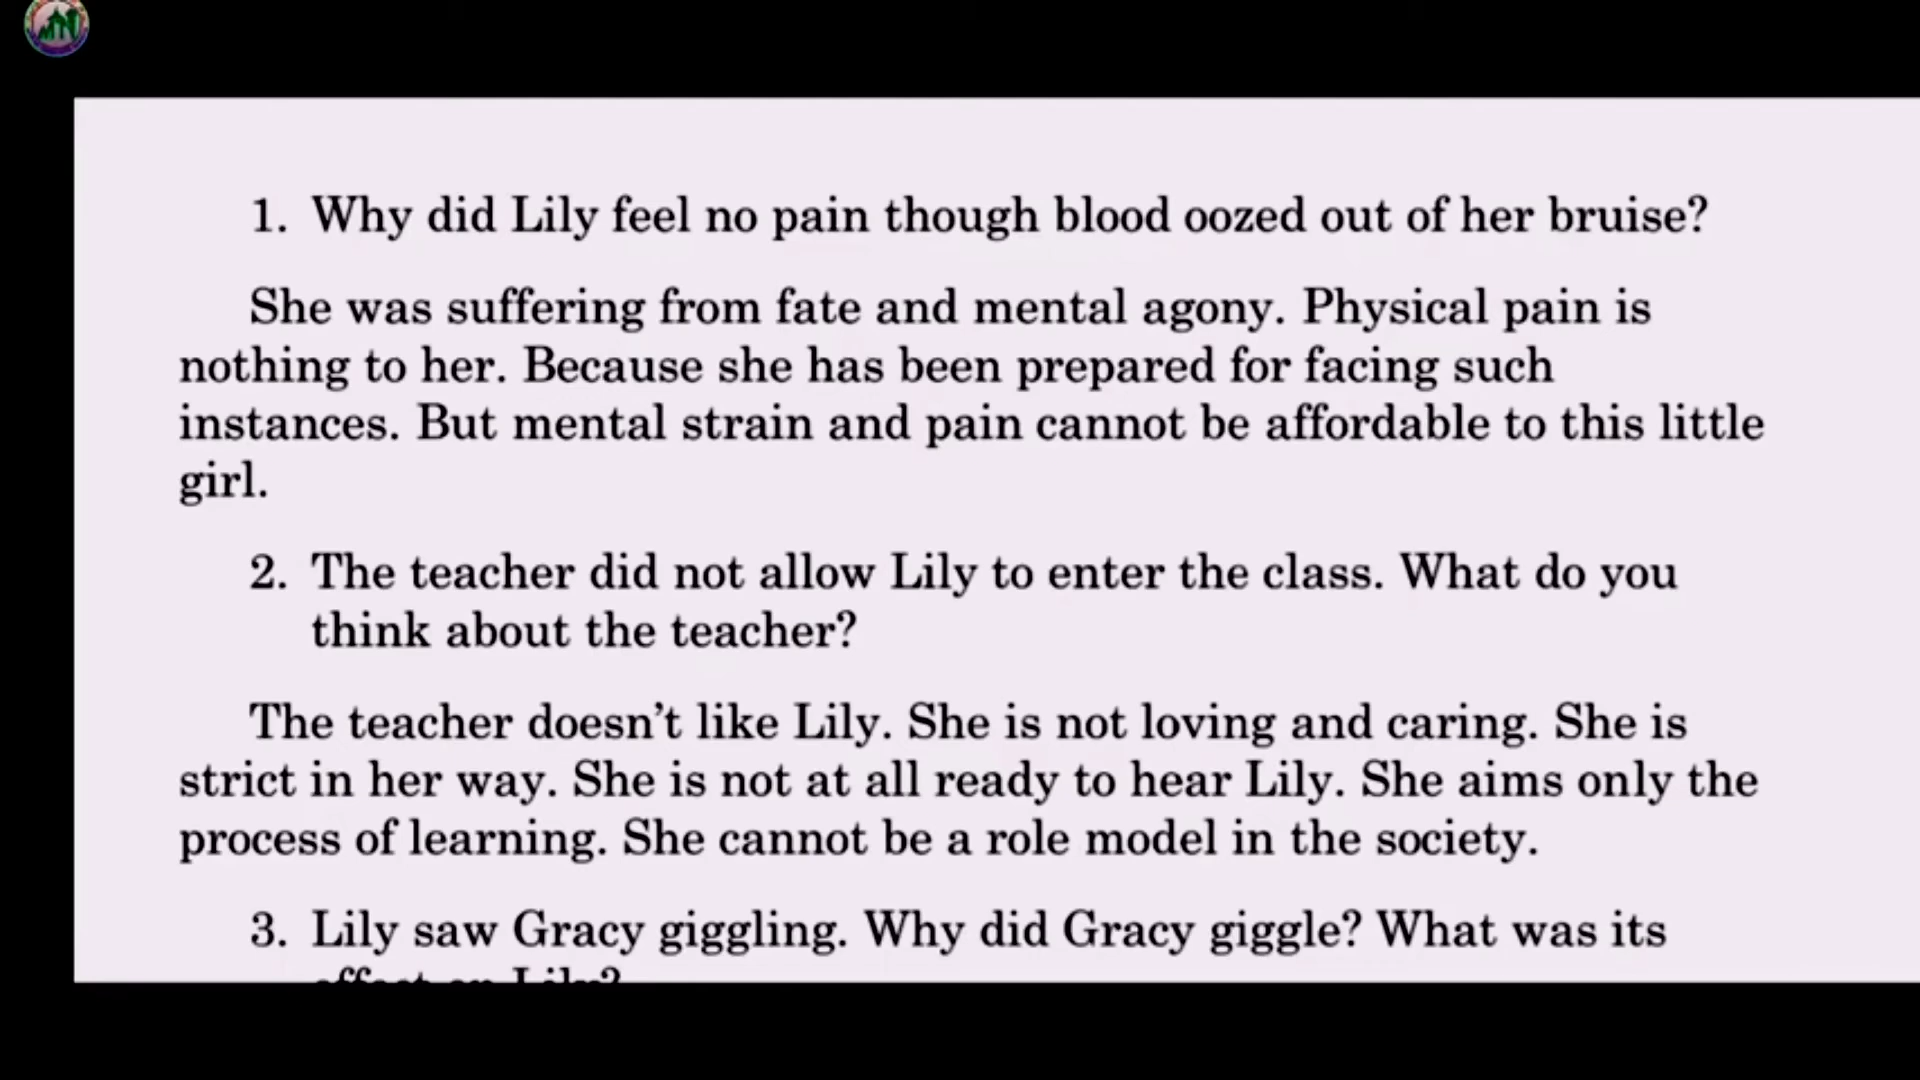 1. Why did Lily feel no pain though blood oozed out of her bruise?
She was suffering from fate and mental agony. Physical pain is
nothing to her. Because she has been prepared for facing such
instances. But mental strain and pain cannot be affordable to this little
girl.
2. The teacher did not allow Lily to enter the class. What do you
think about the teacher?
The teacher doesn’t like Lily. She is not loving and caring. She is
strict in her way. She is not at all ready to hear Lily. She aims only the
process of learning. She cannot be a role model in the society.
3. Lily saw Gracy giggling. Why did Gracy giggle? What was its
effect on Lily?